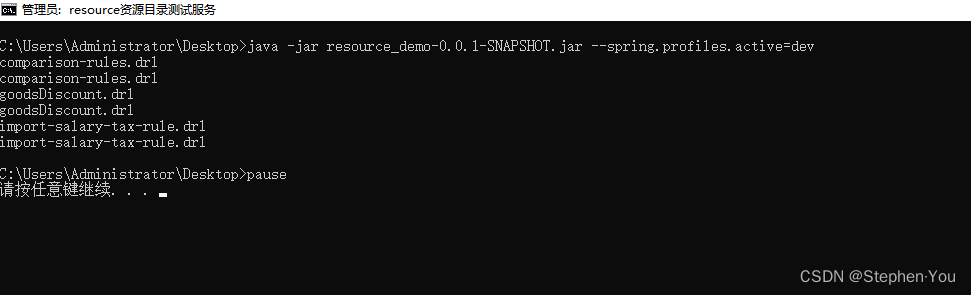 管理员: resource资源目录测试服务
C:\Users\Administrator\Desktop>java -jar resource_demo-0.0.1-SNAPSHOT.jar --spring.profiles.active=dev
comparison-rules.drl
comparison-rules.drl
goodsDiscount.drl
goodsDiscount.drl
import-salary-tax-rule.drl
import-salary-tax-rule.drl
C:\Users\Administrator\Desktop>pause
请按任意键继续. . .
CSDN @Stephen·You